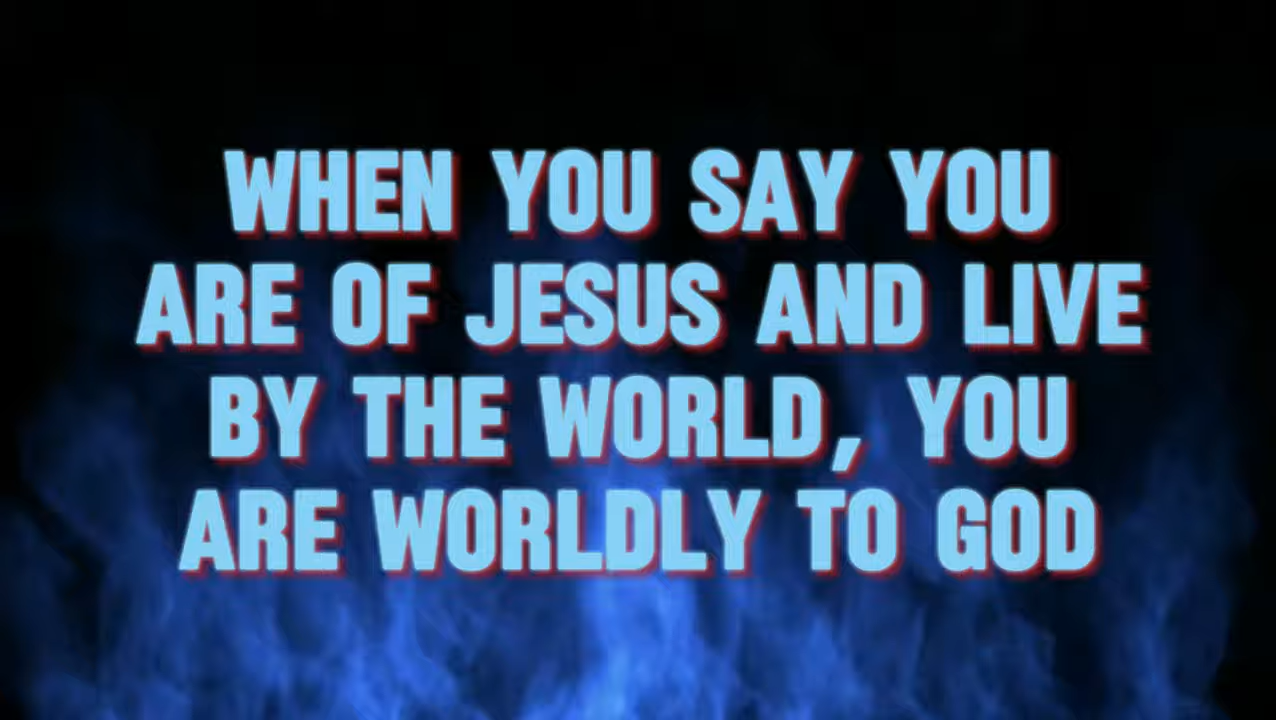 WHEN YOU SAY YOU
ARE OF JESUS AND LIVE
BY THE WORLD, YOU
ARE WORLDLY TO GOD